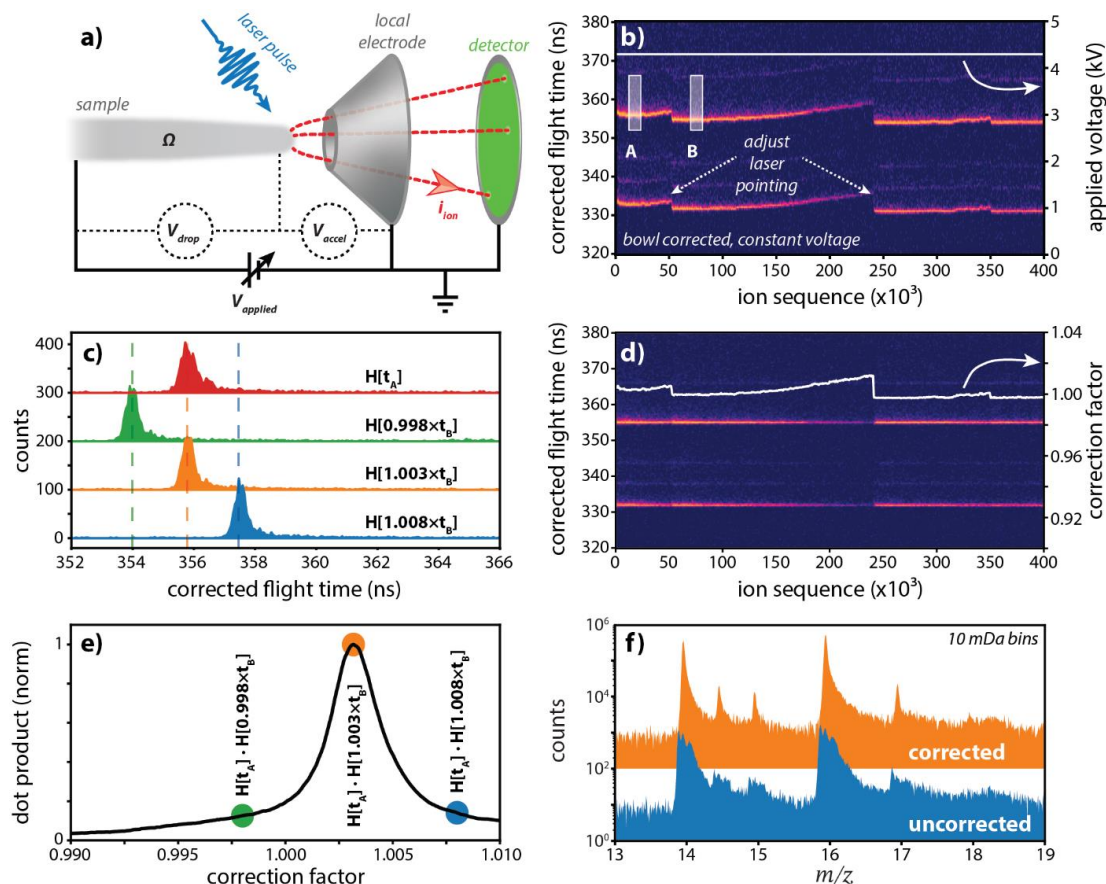 a)
laser pulse
local
electrode
detector
sample
Ω
i_ion
V_drop
V_accel
V_applied
b)
corrected flight time (ns)
380
370
360
350
340
330
320
A
B
adjust
laser
pointing
bowl corrected, constant voltage
0
50
100
150
200
250
300
350
400
ion sequence (x10³)
5
4
3
2
1
0
applied voltage (kV)
c)
counts
400
300
200
100
0
H[t_A]
H[0.998×t_B]
H[1.003×t_B]
H[1.008×t_B]
352
354
356
358
360
362
364
366
corrected flight time (ns)
d)
corrected flight time (ns)
380
370
360
350
340
330
320
0
50
100
150
200
250
300
350
400
ion sequence (x10³)
1.04
1.00
0.96
0.92
correction factor
e)
dot product (norm)
1
0
H[t_A] · H[0.998×t_B]
H[t_A] · H[1.003×t_B]
H[t_A] · H[1.008×t_B]
0.990
0.995
1.000
1.005
1.010
correction factor
f)
10 mDa bins
counts
10⁶
10⁴
10²
10⁰
corrected
uncorrected
13
14
15
16
17
18
19
m/z